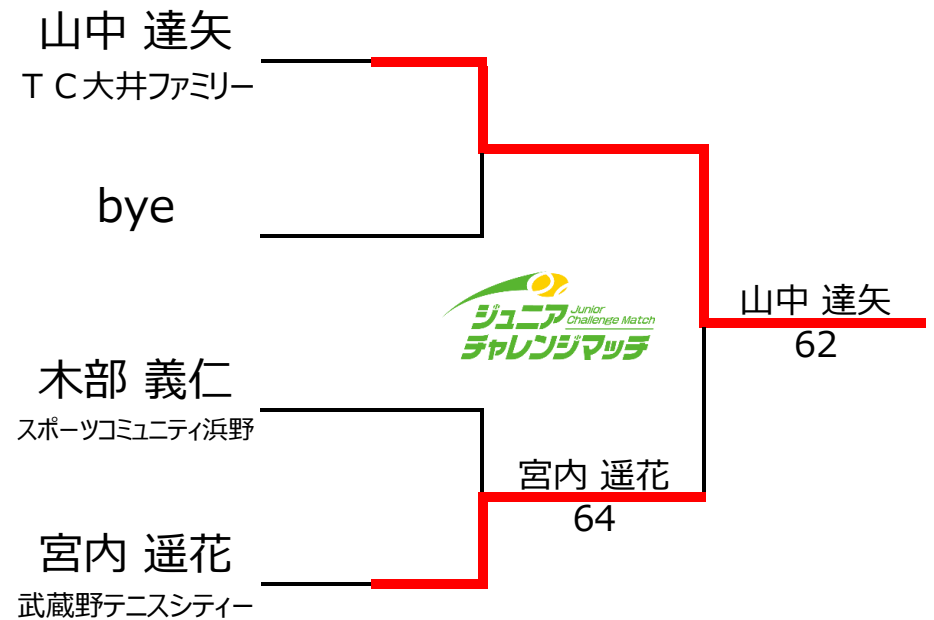 山中 達矢
ＴＣ大井ファミリー
bye
ジュニア Junior Challenge Match
チャレンジマッチ
山中 達矢
62
木部 義仁
スポーツコミュニティ浜野
宮内 遥花
64
宮内 遥花
武蔵野テニスシティー